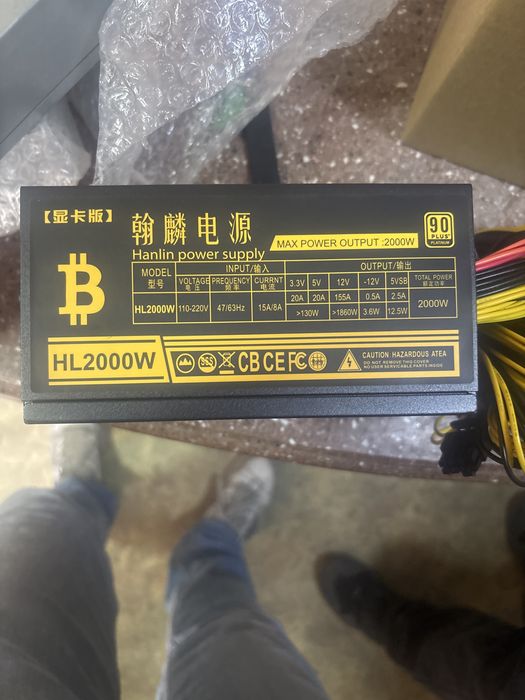 【显卡版】
翰麟电源
Hanlin power supply
MAX POWER OUTPUT :2000W
90
PLUS
PLATINUM
MODEL
型号
INPUT/输入
OUTPUT/输出
VOLTAGE
电压
PREQUENCY
频率
CURRNT
电流
3.3V 5V 12V -12V 5VSB
TOTAL POWER
额定功率
HL2000W 110-220V 47/63Hz 15A/8A
20A 20A 155A 0.5A 2.5A
>130W >1860W 3.6W 12.5W
2000W
HL2000W
CB CE FC
CAUTION HAZARDOUS ATEA
DO NOT REMOVE THIS COVER
NO USER SERVICABLE PARTS INSIDE